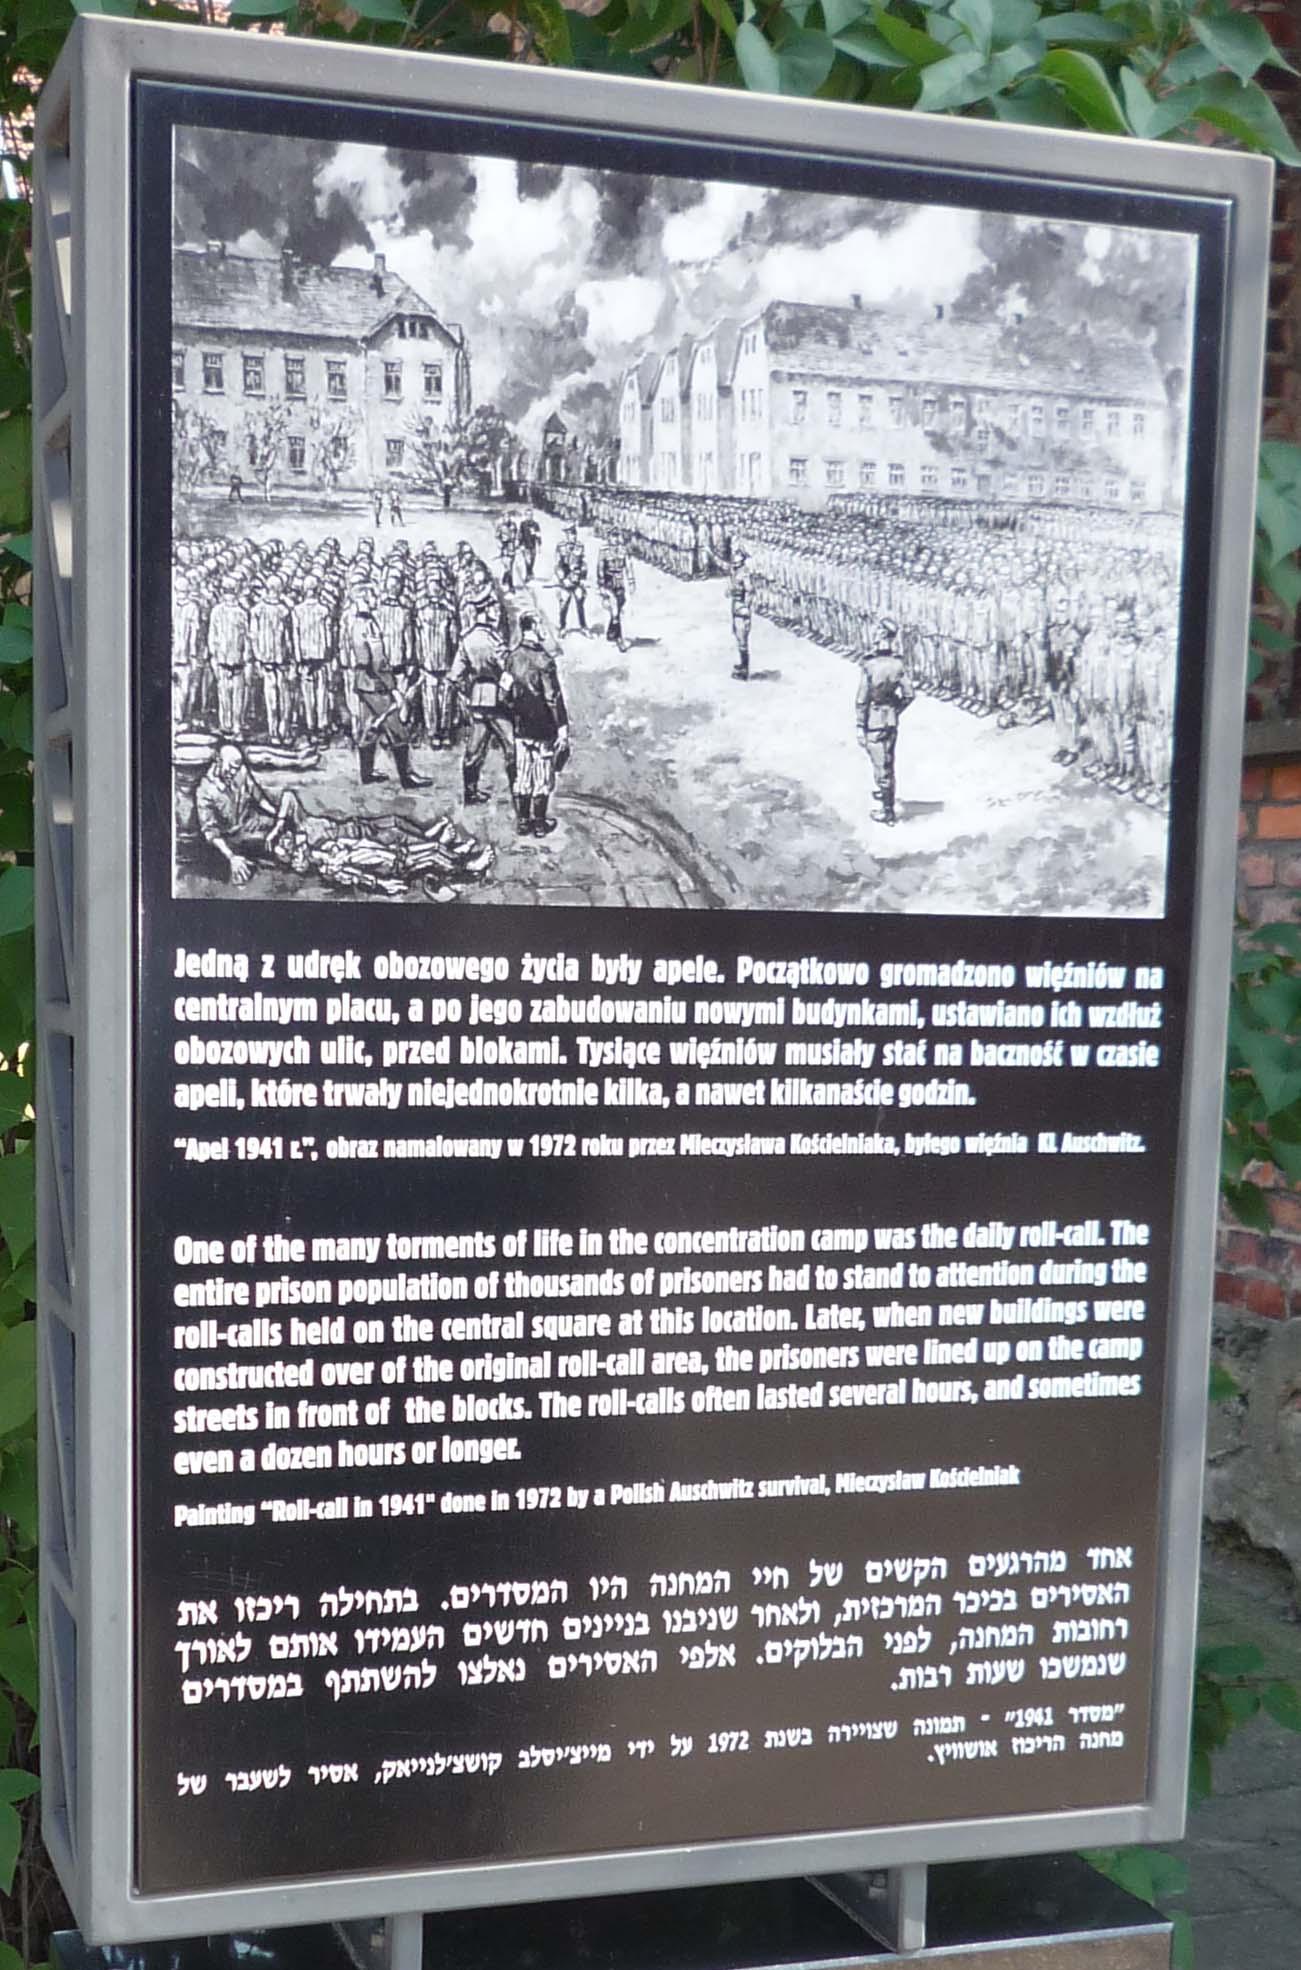 Jedną z udręk obozowego życia były apele. Początkowo gromadzono więźniów na
centralnym placu, a po jego zabudowaniu nowymi budynkami, ustawiano ich wzdłuż
obozowych ulic, przed blokami. Tysiące więźniów musiały stać na baczność w czasie
apeli, które trwały niejednokrotnie kilka, a nawet kilkanaście godzin.
“Apel 1941 r.”, obraz namalowany w 1972 roku przez Mieczysława Kościelniaka, byłego więźnia KL Auschwitz.
One of the many torments of life in the concentration camp was the daily roll-call. The
entire prison population of thousands of prisoners had to stand to attention during the
roll-calls held on the central square at this location. Later, when new buildings were
constructed over of the original roll-call area, the prisoners were lined up on the camp
streets in front of the blocks. The roll-calls often lasted several hours, and sometimes
even a dozen hours or longer.
Painting “Roll-call in 1941" done in 1972 by a Polish Auschwitz survival, Mieczysław Kościelniak
אחד מהרגעים הקשים של חיי המחנה היו המסדרים. בתחילה ריכזו את
האסירים בכיכר המרכזית, ולאחר שניבנו בניינים חדשים העמידו אותם לאורך
רחובות המחנה, לפני הבלוקים. אלפי האסירים נאלצו להשתתף במסדרים
שנמשכו שעות רבות.
"מסדר 1941" - תמונה שצויירה בשנת 1972 על ידי מייצ'יסלב קושצ'לנייאק, אסיר לשעבר של
מחנה הריכוז אושוויץ.